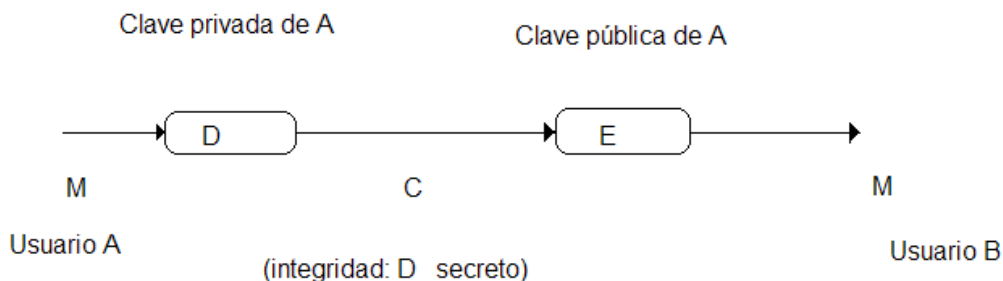 Clave privada de A
Clave pública de A
D
E
M
C
M
Usuario A
Usuario B
(integridad: D secreto)